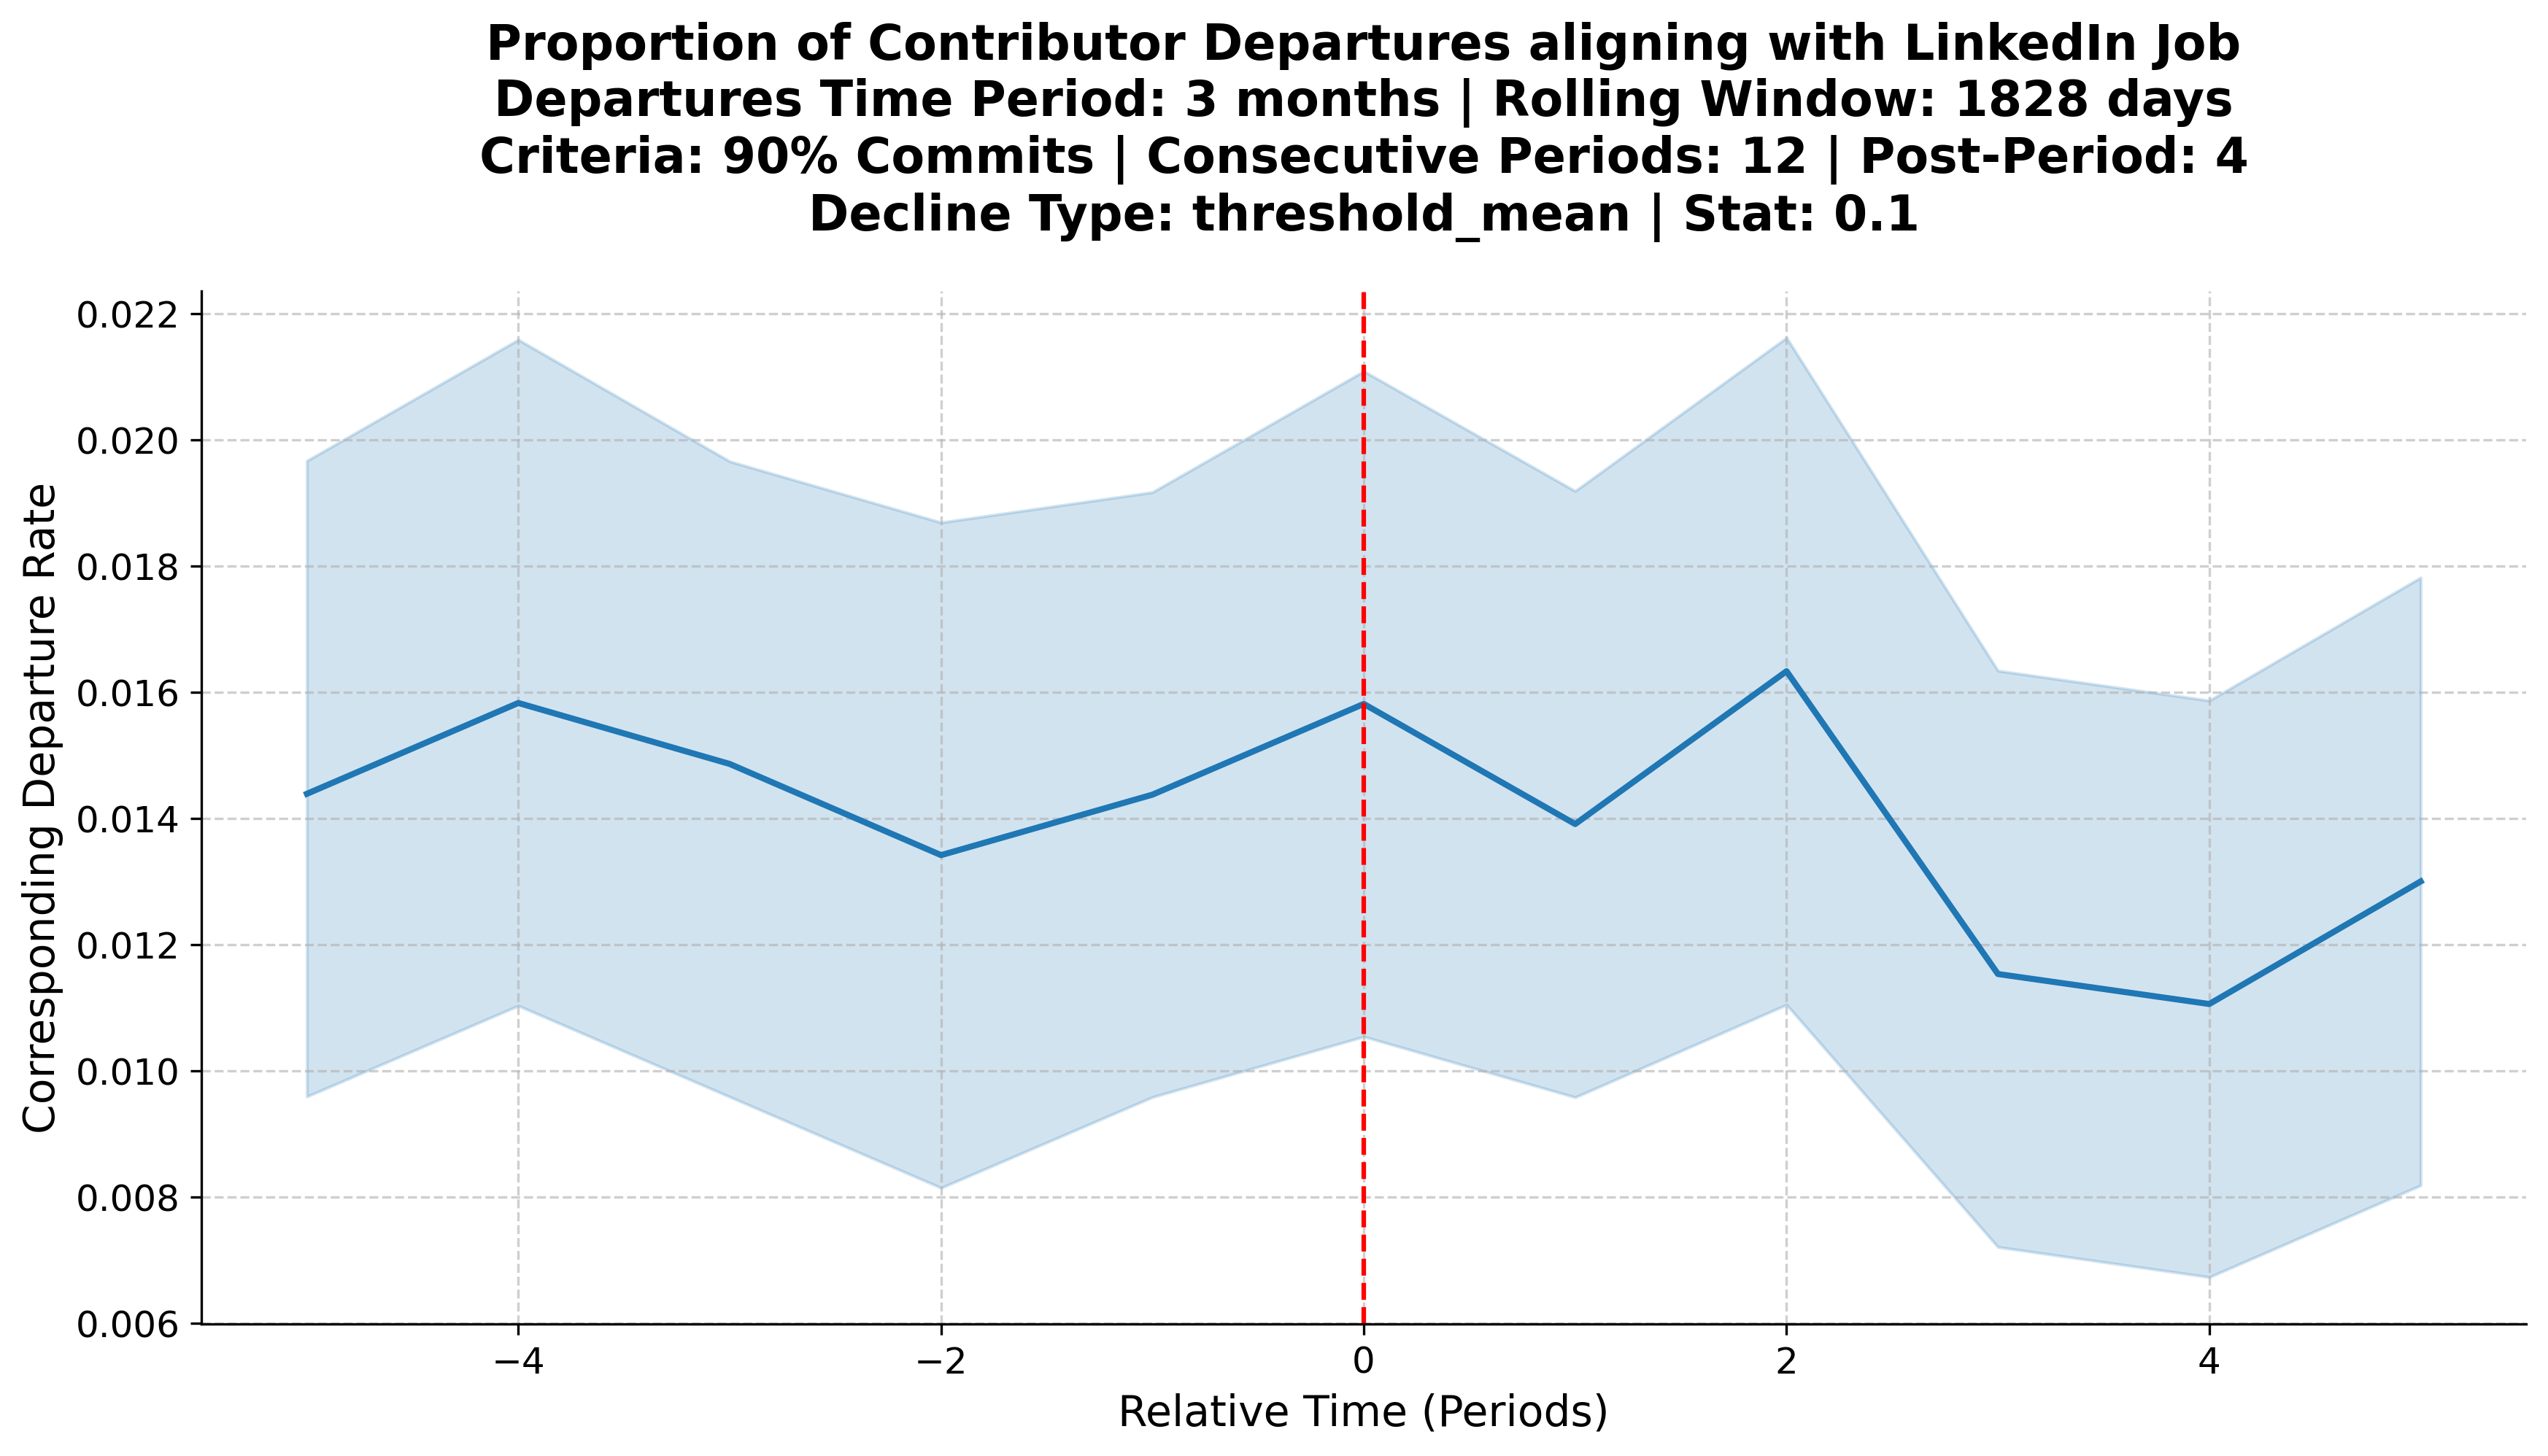 Proportion of Contributor Departures aligning with LinkedIn Job
Departures Time Period: 3 months | Rolling Window: 1828 days
Criteria: 90% Commits | Consecutive Periods: 12 | Post-Period: 4
Decline Type: threshold_mean | Stat: 0.1
Corresponding Departure Rate
0.022
0.020
0.018
0.016
0.014
0.012
0.010
0.008
0.006
−4
−2
0
2
4
Relative Time (Periods)